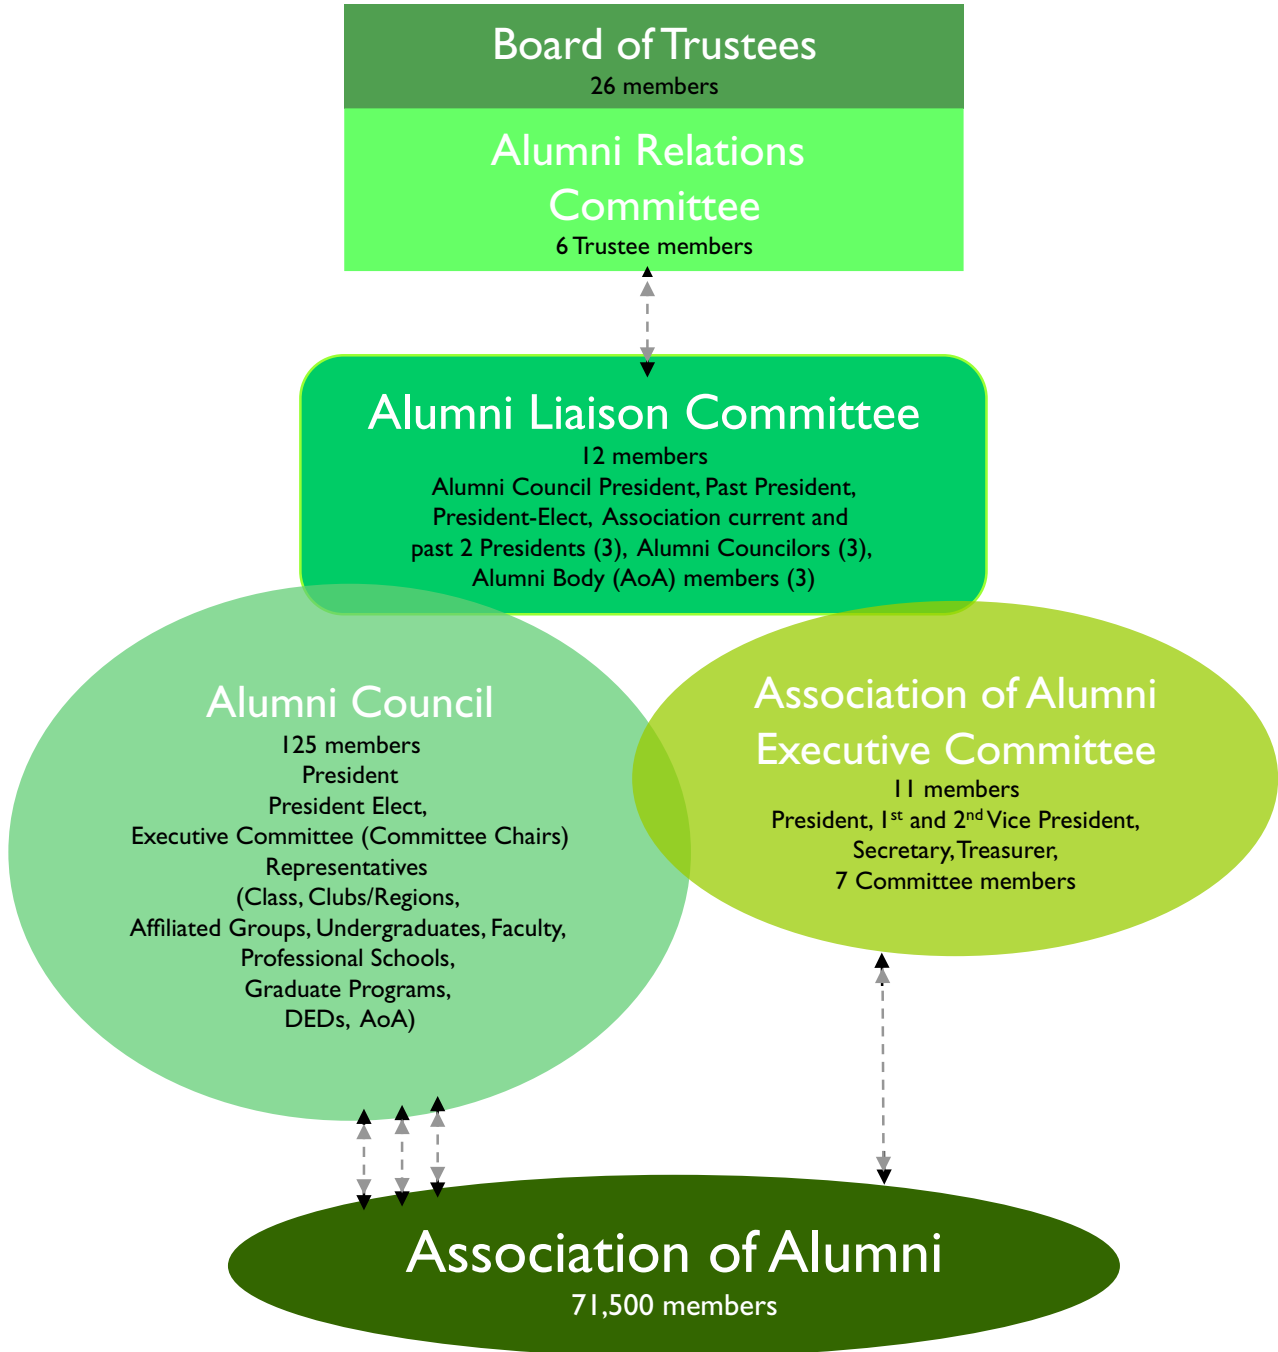 Board of Trustees
26 members
Alumni Relations
Committee
6 Trustee members
Alumni Liaison Committee
12 members
Alumni Council President, Past President,
President-Elect, Association current and
past 2 Presidents (3), Alumni Councilors (3),
Alumni Body (AoA) members (3)
Alumni Council
125 members
President
President Elect,
Executive Committee (Committee Chairs)
Representatives
(Class, Clubs/Regions,
Affiliated Groups, Undergraduates, Faculty,
Professional Schools,
Graduate Programs,
DEDs, AoA)
Association of Alumni
Executive Committee
11 members
President, 1st and 2nd Vice President,
Secretary, Treasurer,
7 Committee members
Association of Alumni
71,500 members